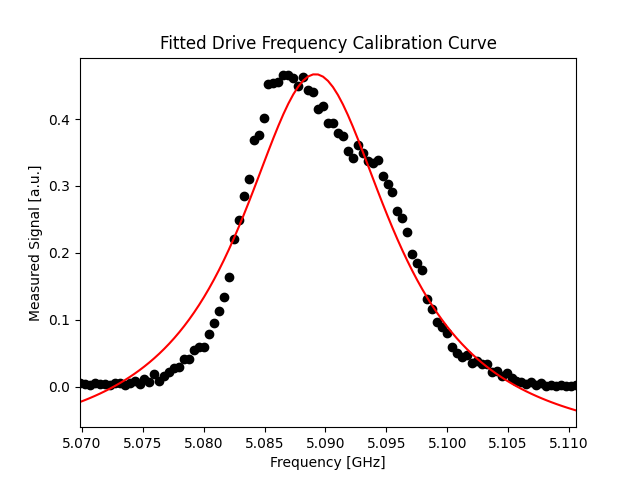 Fitted Drive Frequency Calibration Curve
Measured Signal [a.u.]
0.4
0.3
0.2
0.1
0.0
5.070 5.075 5.080 5.085 5.090 5.095 5.100 5.105 5.110
Frequency [GHz]